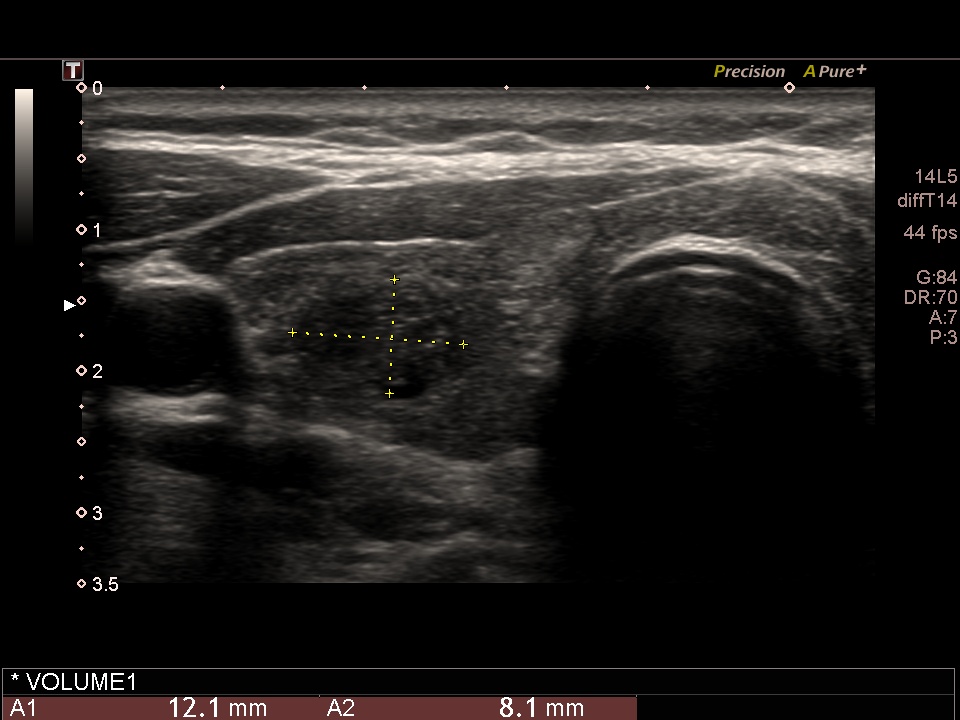 T
Precision A Pure+
0
1
2
3
3.5
14L5
diffT14
44 fps
G:84
DR:70
A:7
P:3
* VOLUME1
A1 12.1 mm A2 8.1 mm